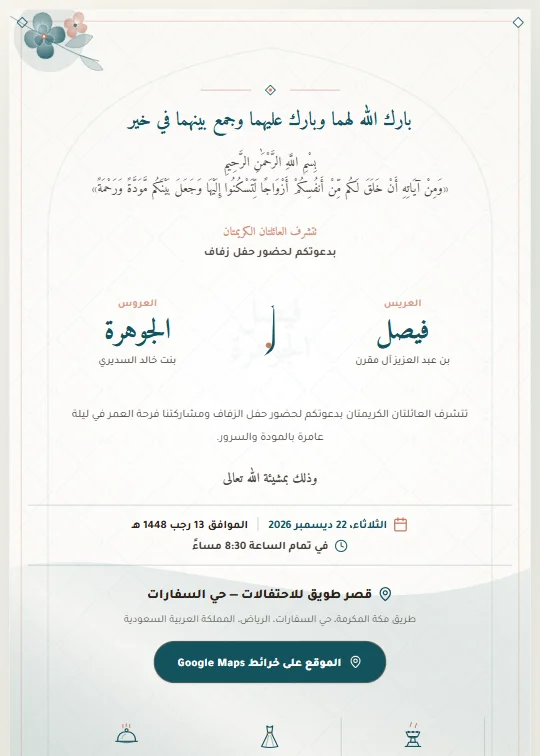 بارك الله لهما وبارك عليهما وجمع بينهما في خير
بِسْمِ اللَّهِ الرَّحْمَٰنِ الرَّحِيمِ
«وَمِنْ آيَاتِهِ أَنْ خَلَقَ لَكُم مِّنْ أَنفُسِكُمْ أَزْوَاجًا لِّتَسْكُنُوا إِلَيْهَا وَجَعَلَ بَيْنَكُم مَّوَدَّةً وَرَحْمَةً»
تتشرف العائلتان الكريمتان
بدعوتكم لحضور حفل زفاف
العريس
فيصل
بن عبد العزيز آل مقرن
العروس
الجوهرة
بنت خالد السديري
فيصل
الجوهرة
تتشرف العائلتان الكريمتان بدعوتكم لحضور حفل الزفاف ومشاركتنا فرحة العمر في ليلة
عامرة بالمودة والسرور.
وذلك بمشيئة الله تعالى
الثلاثاء، 22 ديسمبر 2026 الموافق 13 رجب 1448 هـ
في تمام الساعة 8:30 مساءً
قصر طويق للاحتفالات – حي السفارات
طريق مكة المكرمة، حي السفارات، الرياض، المملكة العربية السعودية
الموقع على خرائط Google Maps